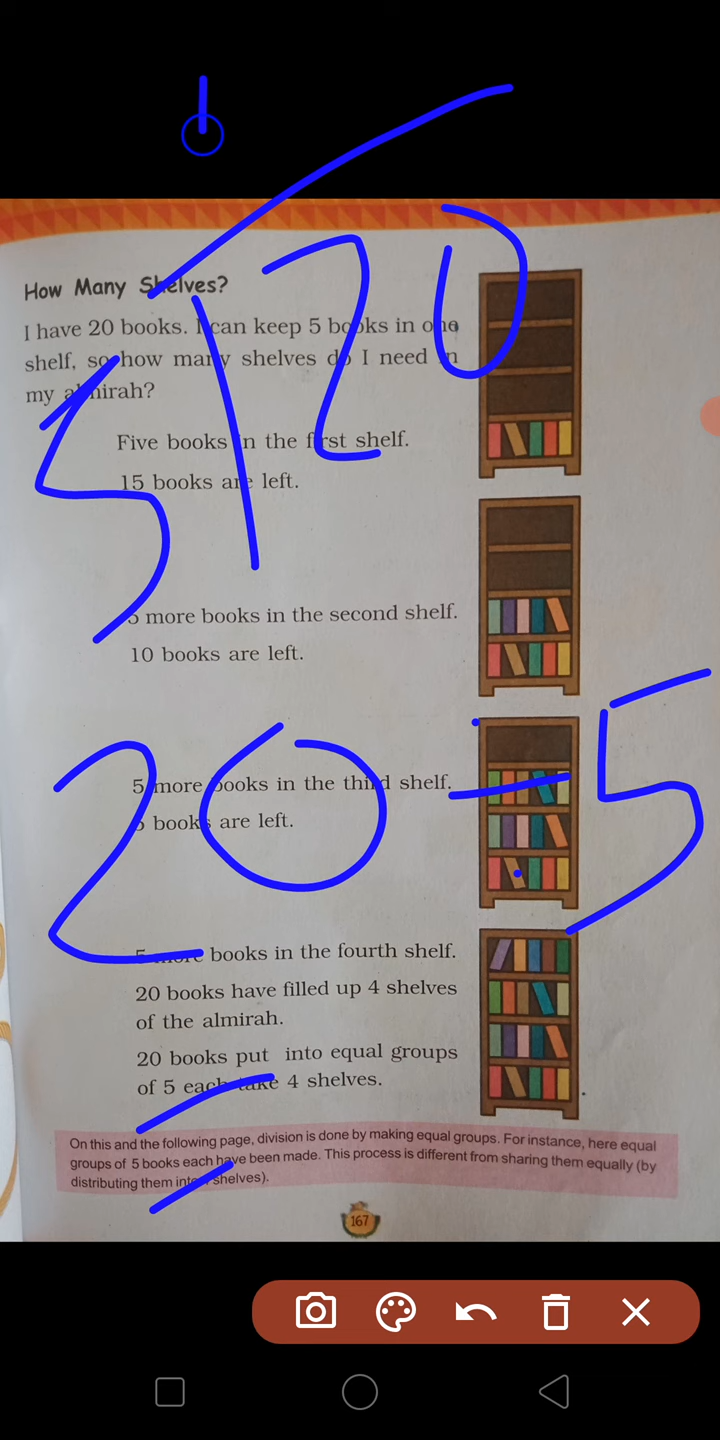 How Many Shelves?
I have 20 books. I can keep 5 books in one
shelf, so how many shelves do I need in
my almirah?
Five books in the first shelf.
15 books are left.
5 more books in the second shelf.
10 books are left.
5 more books in the third shelf.
5 books are left.
5 more books in the fourth shelf.
20 books have filled up 4 shelves
of the almirah.
20 books put into equal groups
of 5 each take 4 shelves.
On this and the following page, division is done by making equal groups. For instance, here equal
groups of 5 books each have been made. This process is different from sharing them equally (by
distributing them into 4 shelves).
167
5 20
20 - 5
=